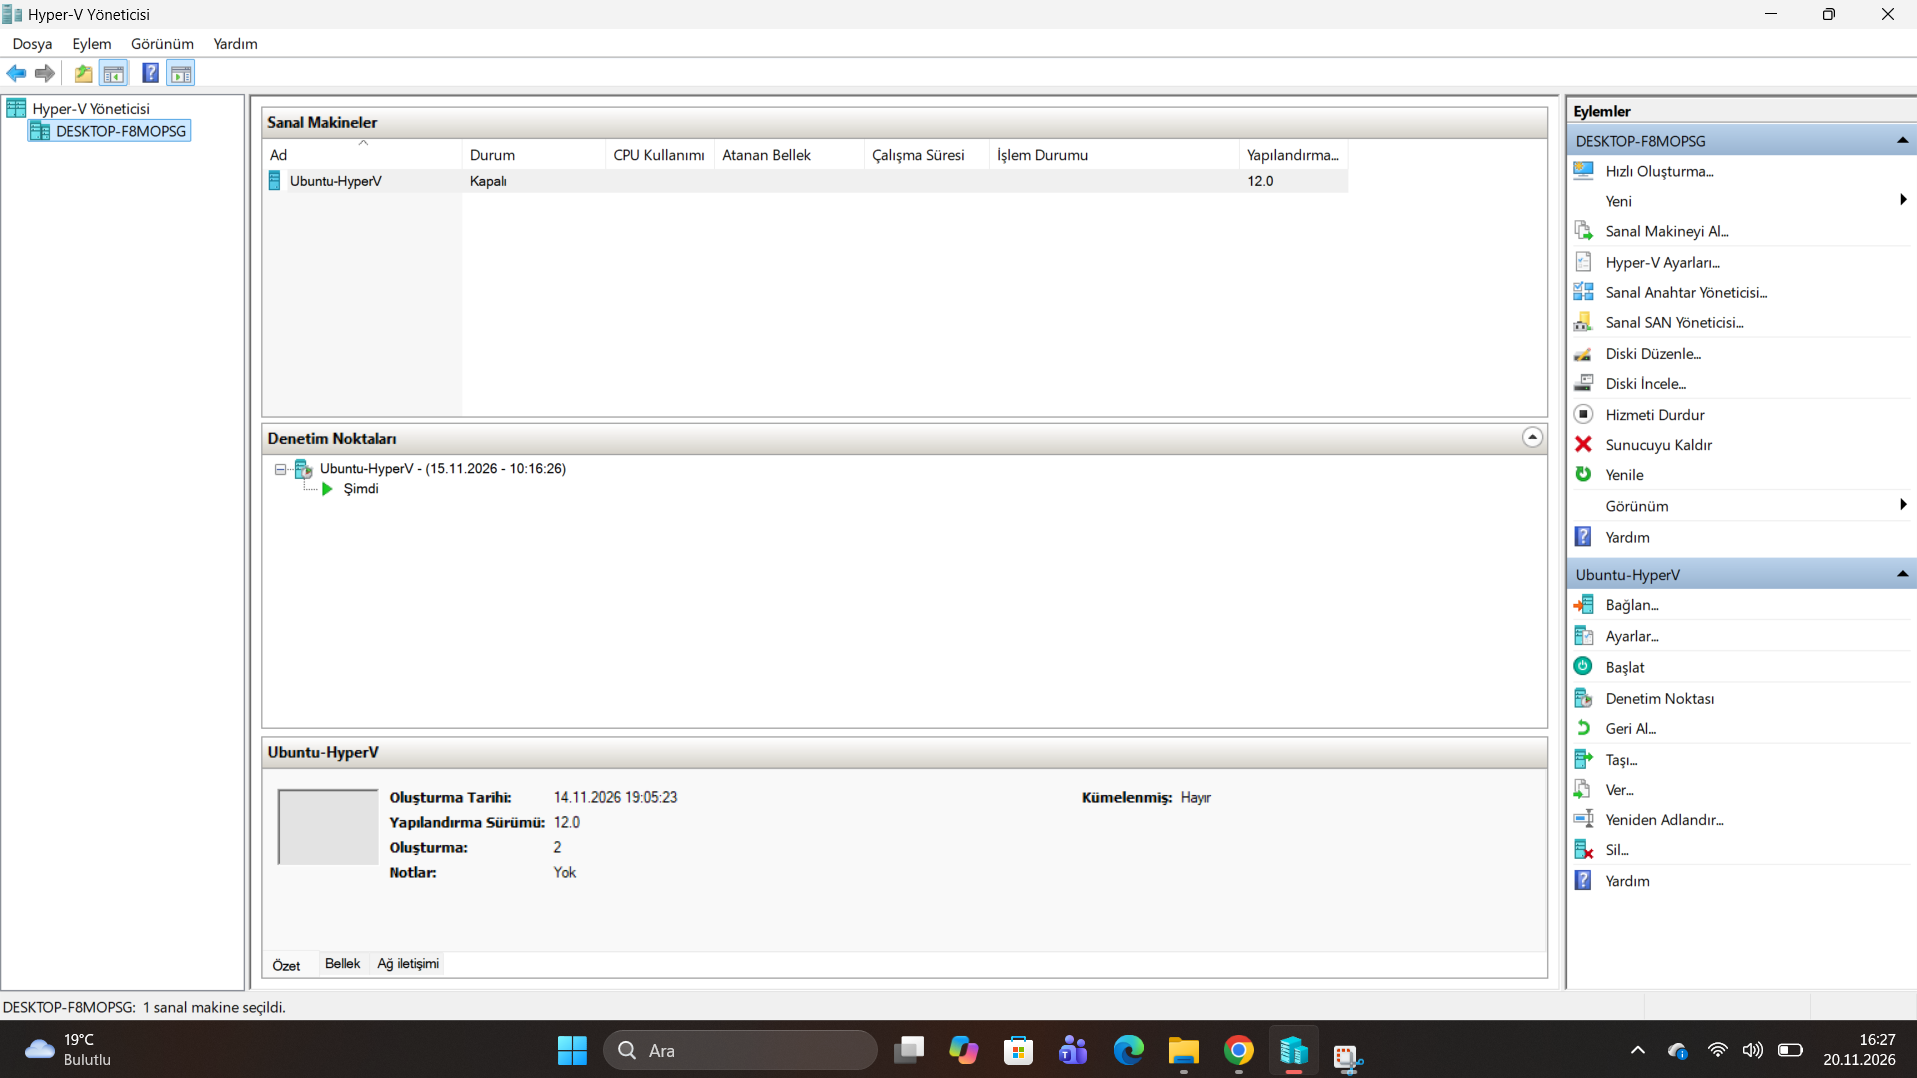 Hyper-V Yöneticisi
Dosya Eylem Görünüm Yardım
Hyper-V Yöneticisi
DESKTOP-F8MOPSG
Sanal Makineler
Ad Durum CPU Kullanımı Atanan Bellek Çalışma Süresi İşlem Durumu Yapılandırma...
Ubuntu-HyperV Kapalı 12.0
Denetim Noktaları
Ubuntu-HyperV - (15.11.2026 - 10:16:26)
Şimdi
Ubuntu-HyperV
Oluşturma Tarihi: 14.11.2026 19:05:23 Kümelenmiş: Hayır
Yapılandırma Sürümü: 12.0
Oluşturma: 2
Notlar: Yok
Özet Bellek Ağ iletişimi
Eylemler
DESKTOP-F8MOPSG
Hızlı Oluşturma...
Yeni
Sanal Makineyi Al...
Hyper-V Ayarları...
Sanal Anahtar Yöneticisi...
Sanal SAN Yöneticisi...
Diski Düzenle...
Diski İncele...
Hizmeti Durdur
Sunucuyu Kaldır
Yenile
Görünüm
Yardım
Ubuntu-HyperV
Bağlan...
Ayarlar...
Başlat
Denetim Noktası
Geri Al...
Taşı...
Ver...
Yeniden Adlandır...
Sil...
Yardım
DESKTOP-F8MOPSG: 1 sanal makine seçildi.
19°C
Bulutlu
Ara
16:27
20.11.2026